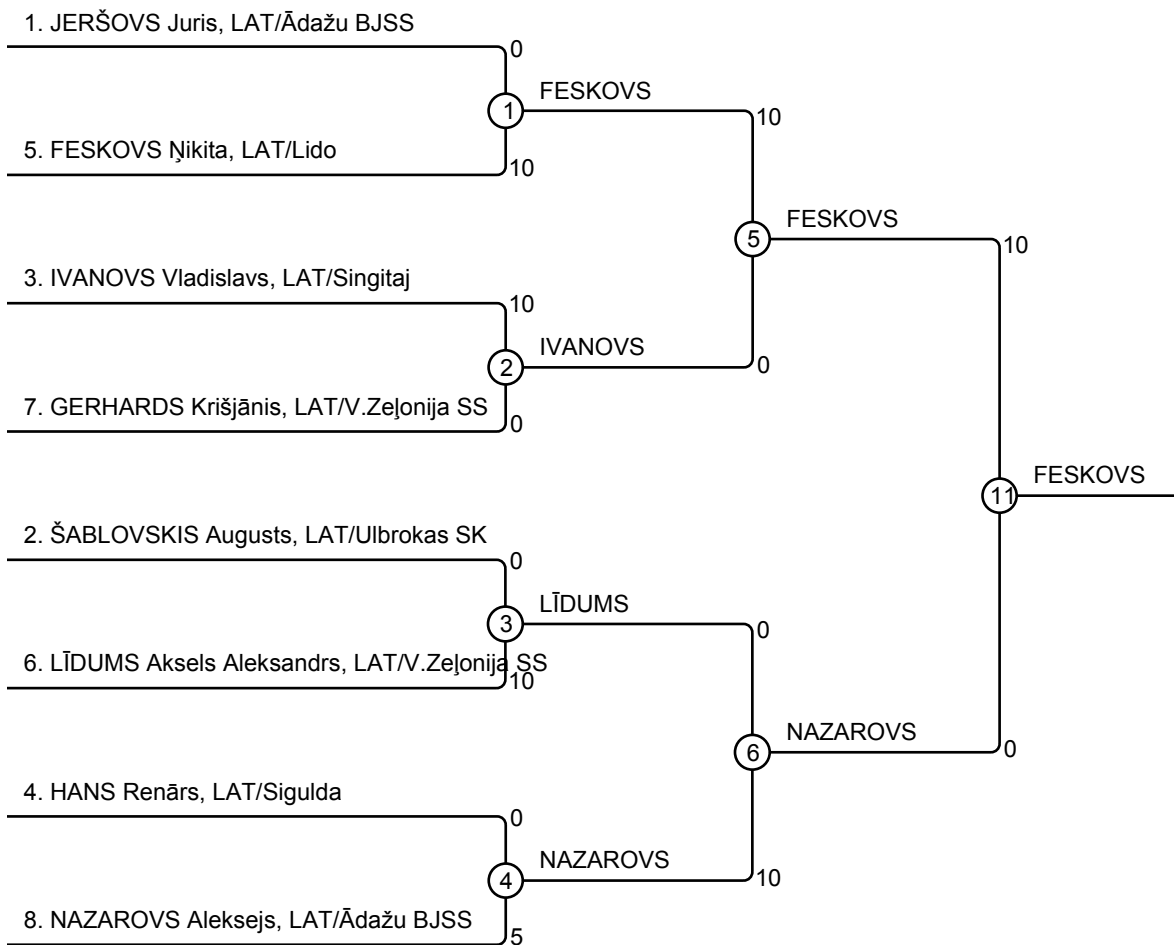 1. JERŠOVS Juris, LAT/Ādažu BJSS
0
1
FESKOVS
10
5. FESKOVS Ņikita, LAT/Lido
10
5
FESKOVS
10
3. IVANOVS Vladislavs, LAT/Singitaj
10
2
IVANOVS
0
7. GERHARDS Krišjānis, LAT/V.Zeļonija SS
0
11
FESKOVS
2. ŠABLOVSKIS Augusts, LAT/Ulbrokas SK
0
3
LĪDUMS
0
6. LĪDUMS Aksels Aleksandrs, LAT/V.Zeļonija SS
10
6
NAZAROVS
0
4. HANS Renārs, LAT/Sigulda
0
4
NAZAROVS
10
8. NAZAROVS Aleksejs, LAT/Ādažu BJSS
5